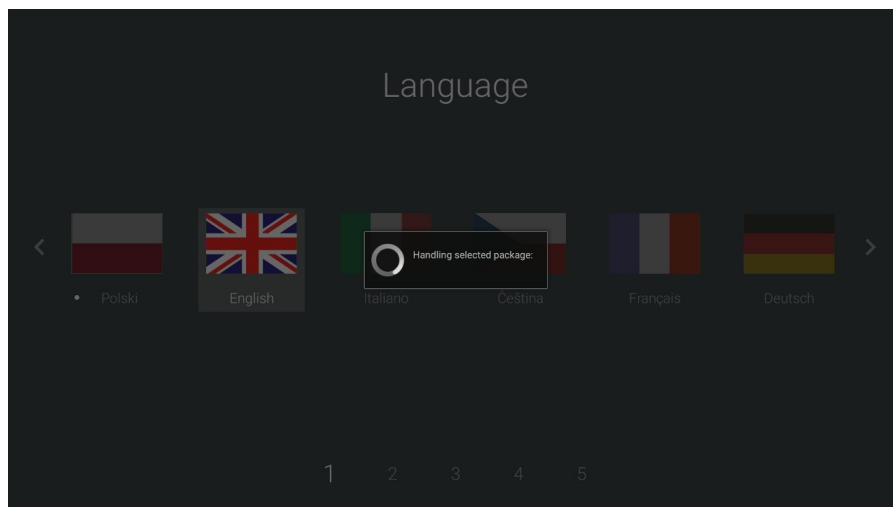 Language
Handling selected package:
Polski
English
Italiano
Čeština
Français
Deutsch
1 2 3 4 5